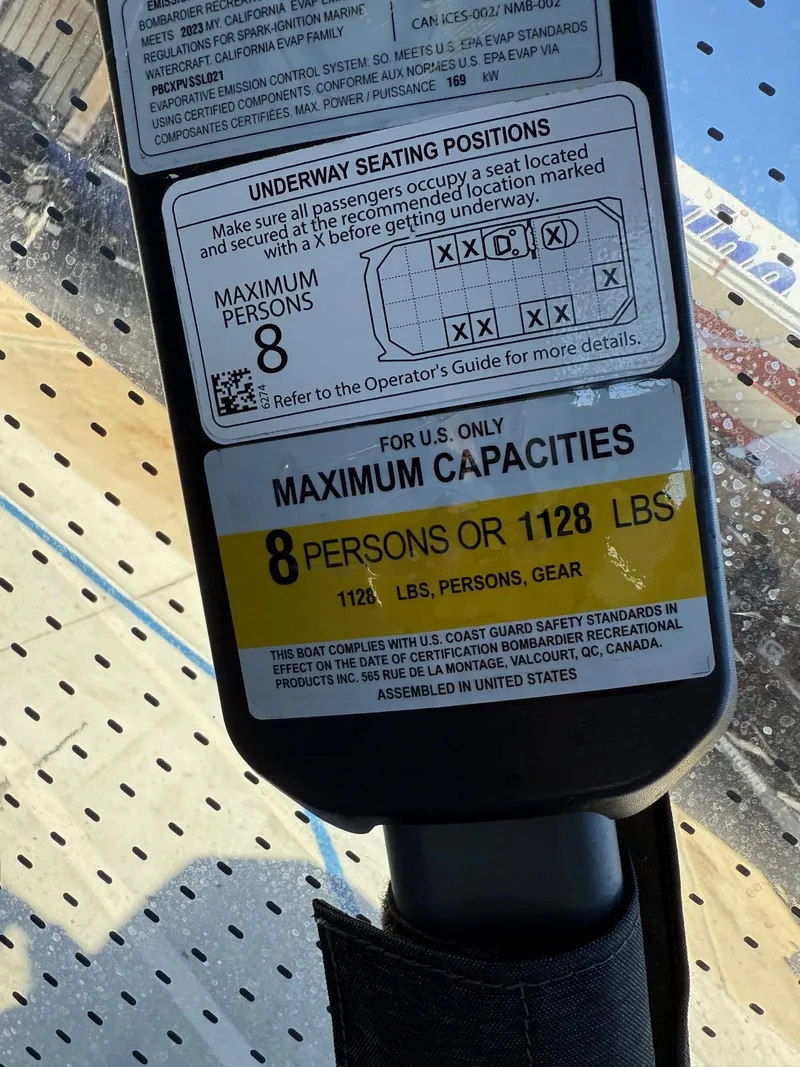 BOMBARDIER
MEETS 2023 MY. CALIFORNIA EVAP
REGULATIONS FOR SPARK-IGNITION MARINE
WATERCRAFT. CALIFORNIA EVAP FAMILY
PBCXPVSSL021
CAN ICES-002/ NMB-002
EVAPORATIVE EMISSION CONTROL SYSTEM: SO. MEETS U.S. EPA EVAP STANDARDS
USING CERTIFIED COMPONENTS. CONFORME AUX NORMES U.S. EPA EVAP VIA
COMPOSANTES CERTIFIÉES. MAX. POWER / PUISSANCE 169 kW
UNDERWAY SEATING POSITIONS
Make sure all passengers occupy a seat located
and secured at the recommended location marked
with a X before getting underway.
X X D X
X
X X X X
MAXIMUM
PERSONS
8
6274
Refer to the Operator's Guide for more details.
FOR U.S. ONLY
MAXIMUM CAPACITIES
8 PERSONS OR 1128 LBS
1128 LBS, PERSONS, GEAR
THIS BOAT COMPLIES WITH U.S. COAST GUARD SAFETY STANDARDS IN
EFFECT ON THE DATE OF CERTIFICATION BOMBARDIER RECREATIONAL
PRODUCTS INC. 565 RUE DE LA MONTAGE, VALCOURT, QC, CANADA.
ASSEMBLED IN UNITED STATES